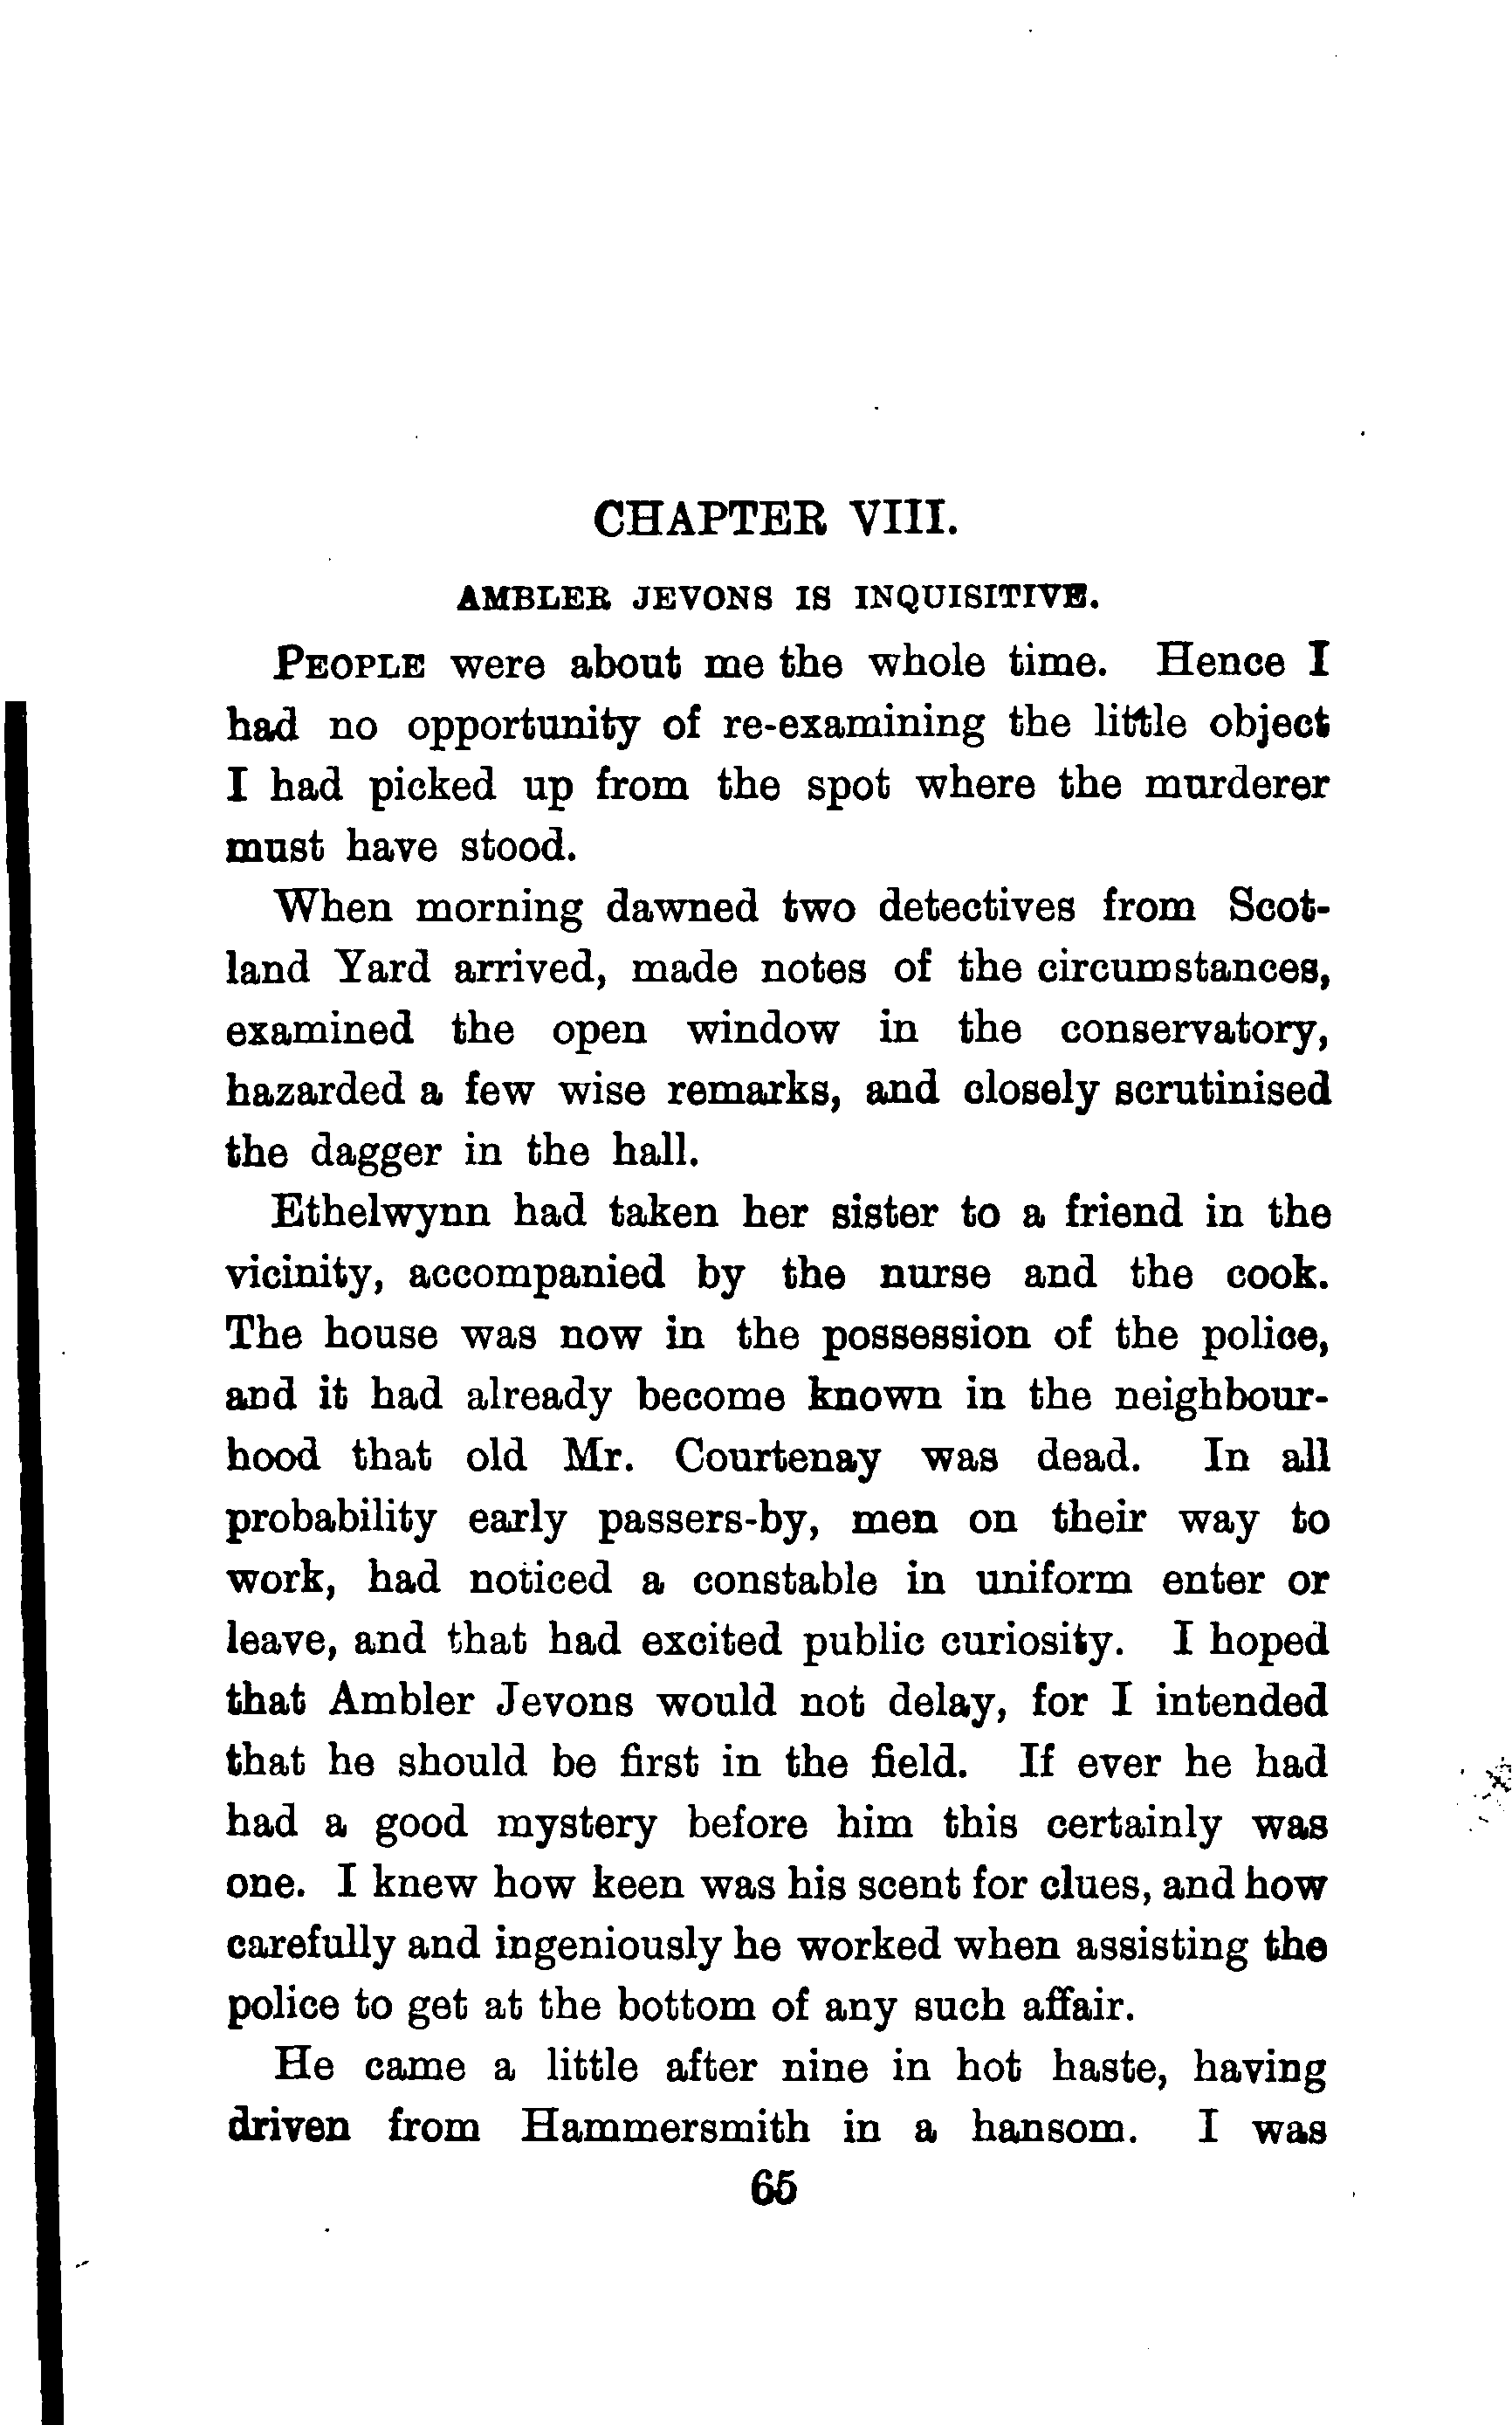 CHAPTER VIII.
AMBLER JEVONS IS INQUISITIVE.
PEOPLE were about me the whole time. Hence I
had no opportunity of re-examining the little object
I had picked up from the spot where the murderer
must have stood.
When morning dawned two detectives from Scot-
land Yard arrived, made notes of the circumstances,
examined the open window in the conservatory,
hazarded a few wise remarks, and closely scrutinised
the dagger in the hall.
Ethelwynn had taken her sister to a friend in the
vicinity, accompanied by the nurse and the cook.
The house was now in the possession of the police,
and it had already become known in the neighbour-
hood that old Mr. Courtenay was dead. In all
probability early passers-by, men on their way to
work, had noticed a constable in uniform enter or
leave, and that had excited public curiosity. I hoped
that Ambler Jevons would not delay, for I intended
that he should be first in the field. If ever he had
had a good mystery before him this certainly was
one. I knew how keen was his scent for clues, and how
carefully and ingeniously he worked when assisting the
police to get at the bottom of any such affair.
He came a little after nine in hot haste, having
driven from Hammersmith in a hansom. I was
65